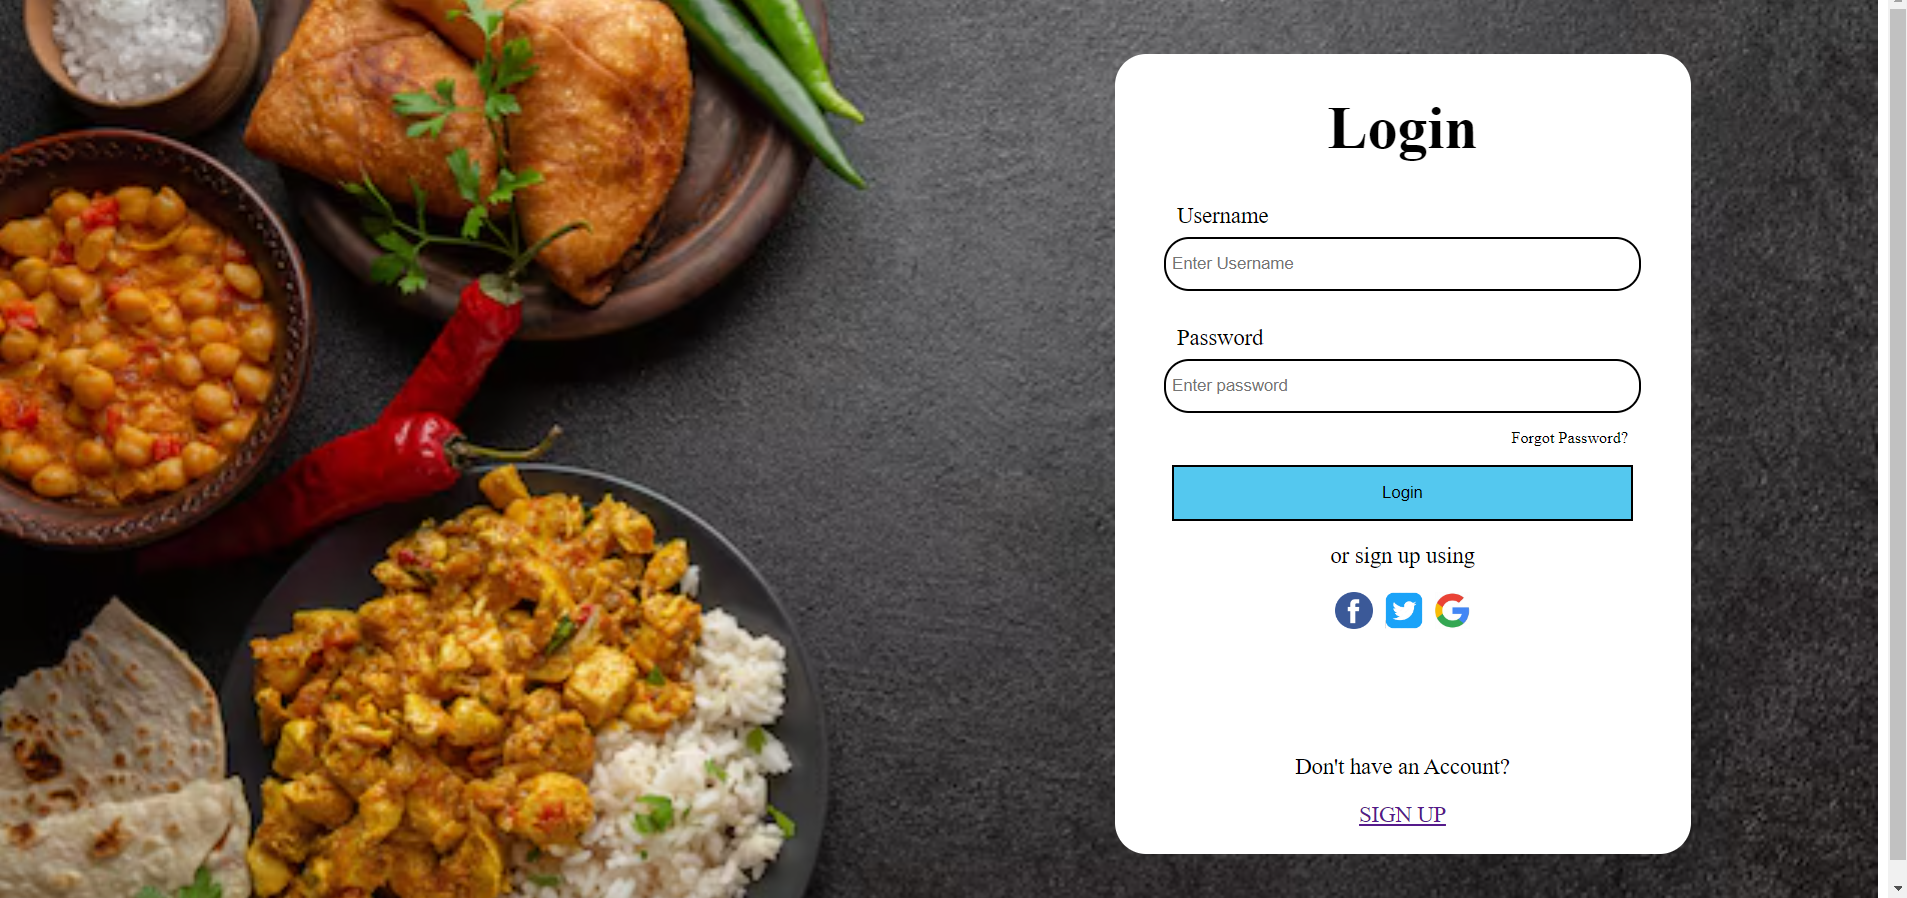 Login
Username
Enter Username
Password
Enter password
Forgot Password?
Login
or sign up using
Don't have an Account?
SIGN UP